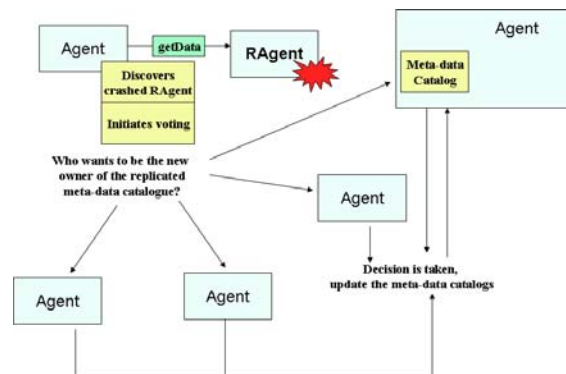 Agent
getData
RAgent
Agent
Meta-data
Catalog
Discovers
crashed RAgent
Initiates voting
Who wants to be the new
owner of the replicated
meta-data catalogue?
Agent
Agent
Agent
Decision is taken,
update the meta-data catalogs